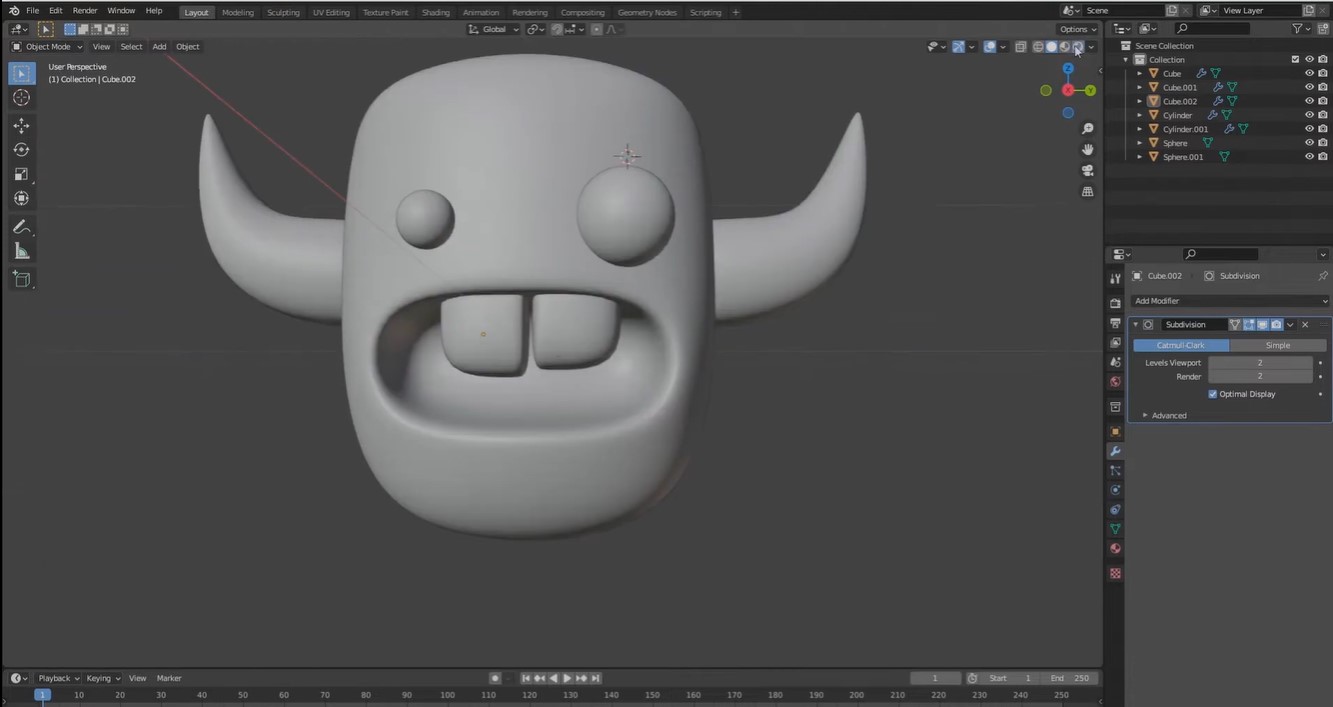 File Edit Render Window Help Layout Modeling Sculpting UV Editing Texture Paint Shading Animation Rendering Compositing Geometry Nodes Scripting + Scene View Layer
Global Options
Object Mode View Select Add Object
User Perspective
(1) Collection | Cube.002
Z
X
Y
Scene Collection
Collection
Cube
Cube.001
Cube.002
Cylinder
Cylinder.001
Sphere
Sphere.001
Cube.002 > Subdivision
Add Modifier
Subdivision
Catmull-Clark Simple
Levels Viewport 2
Render 2
Optimal Display
Advanced
Playback Keying View Marker 1 Start 1 End 250
1 10 20 30 40 50 60 70 80 90 100 110 120 130 140 150 160 170 180 190 200 210 220 230 240 250